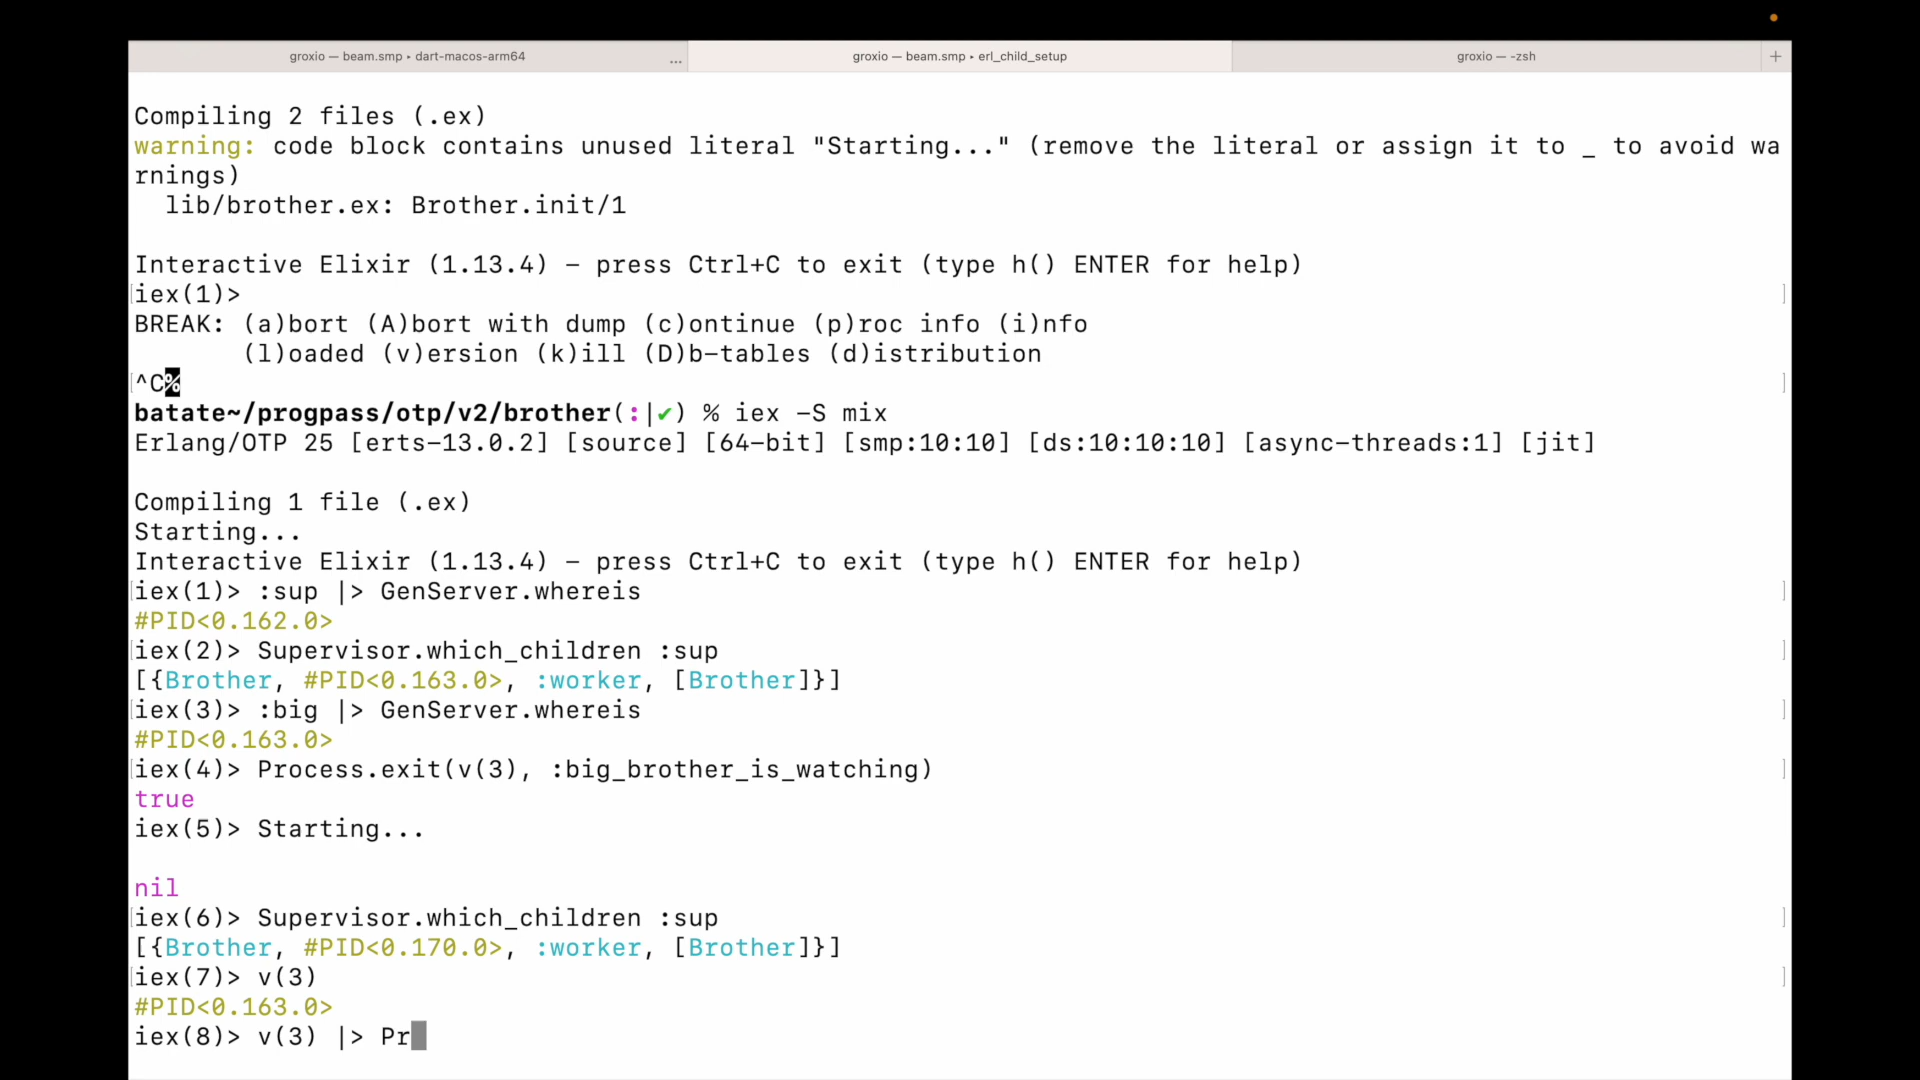 groxio — beam.smp ▸ dart-macos-arm64 ...
groxio — beam.smp ▸ erl_child_setup
groxio — -zsh
+
Compiling 2 files (.ex)
warning: code block contains unused literal "Starting..." (remove the literal or assign it to _ to avoid wa
rnings)
  lib/brother.ex: Brother.init/1
Interactive Elixir (1.13.4) – press Ctrl+C to exit (type h() ENTER for help)
[iex(1)> ]
BREAK: (a)bort (A)bort with dump (c)ontinue (p)roc info (i)nfo
       (l)oaded (v)ersion (k)ill (D)b-tables (d)istribution
[^C% ]
batate~/progpass/otp/v2/brother(:|✔) % iex -S mix
Erlang/OTP 25 [erts-13.0.2] [source] [64-bit] [smp:10:10] [ds:10:10:10] [async-threads:1] [jit]
Compiling 1 file (.ex)
Starting...
Interactive Elixir (1.13.4) – press Ctrl+C to exit (type h() ENTER for help)
[iex(1)> :sup |> GenServer.whereis ]
#PID<0.162.0>
[iex(2)> Supervisor.which_children :sup ]
[{Brother, #PID<0.163.0>, :worker, [Brother]}]
[iex(3)> :big |> GenServer.whereis ]
#PID<0.163.0>
[iex(4)> Process.exit(v(3), :big_brother_is_watching) ]
true
iex(5)> Starting...
nil
[iex(6)> Supervisor.which_children :sup ]
[{Brother, #PID<0.170.0>, :worker, [Brother]}]
[iex(7)> v(3) ]
#PID<0.163.0>
iex(8)> v(3) |> Pr